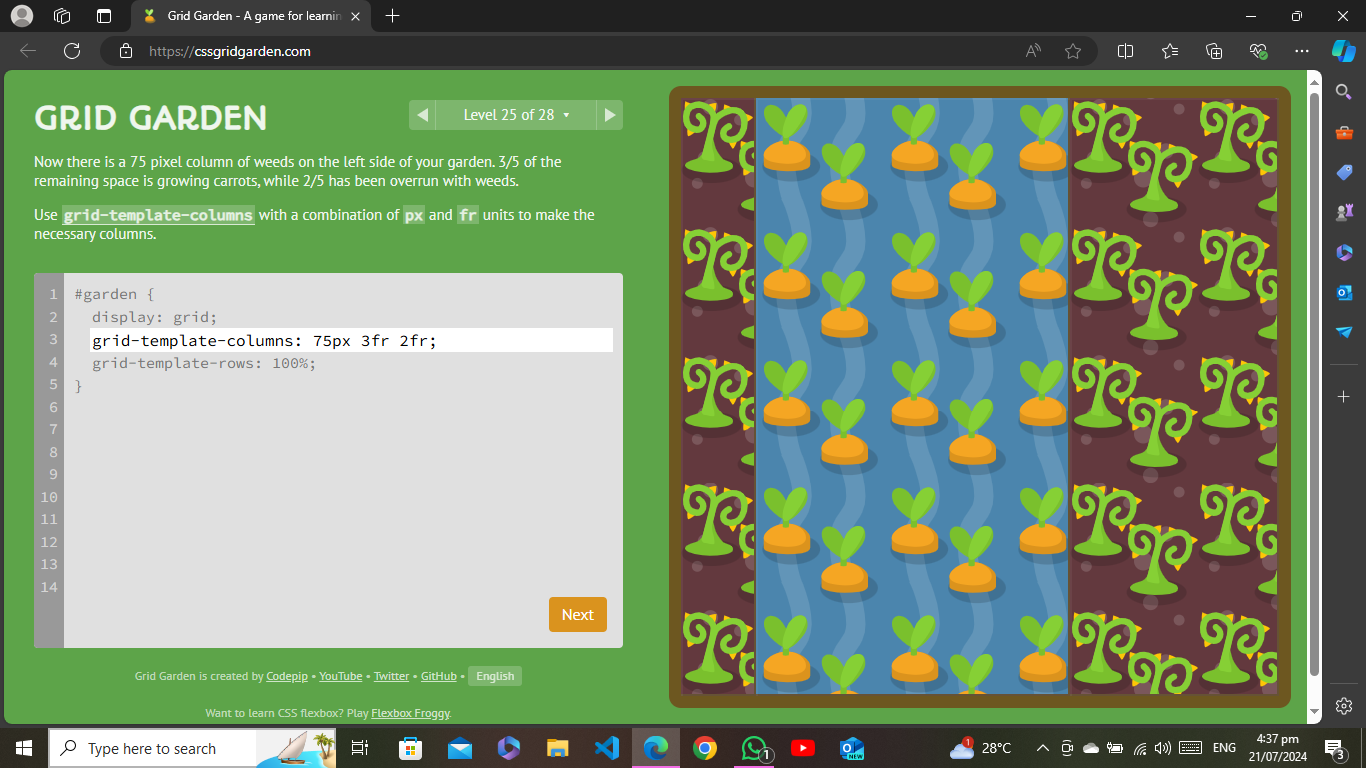 Grid Garden - A game for learnin
https://cssgridgarden.com
GRID GARDEN
Level 25 of 28
Now there is a 75 pixel column of weeds on the left side of your garden. 3/5 of the
remaining space is growing carrots, while 2/5 has been overrun with weeds.
Use grid-template-columns with a combination of px and fr units to make the
necessary columns.
1 #garden {
2 display: grid;
3 grid-template-columns: 75px 3fr 2fr;
4 grid-template-rows: 100%;
5 }
6
7
8
9
10
11
12
13
14
Next
Grid Garden is created by Codepip • YouTube • Twitter • GitHub • English
Want to learn CSS flexbox? Play Flexbox Froggy.
Type here to search
NEW
1
1
28°C
ENG
4:37 pm
21/07/2024
3